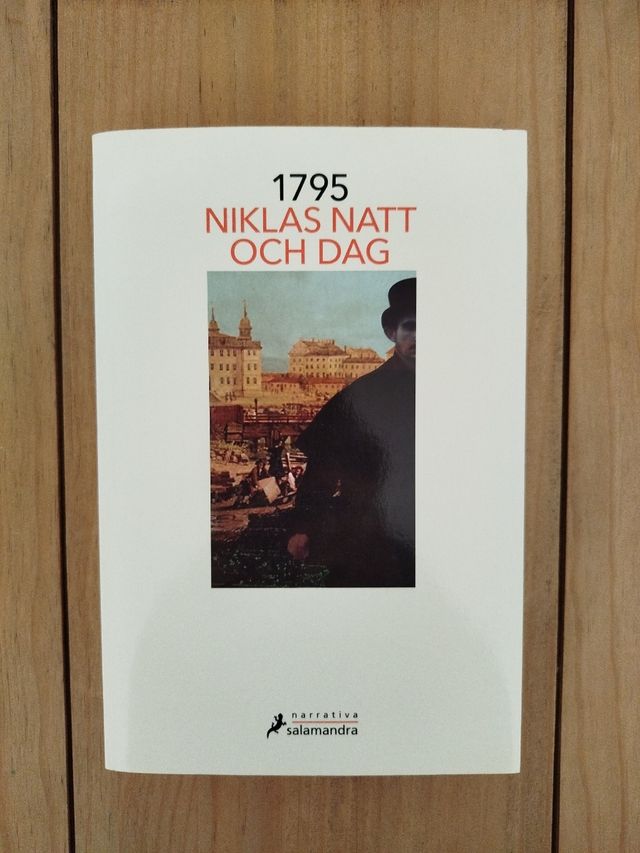 1795
NIKLAS NATT
OCH DAG
narrativa
salamandra